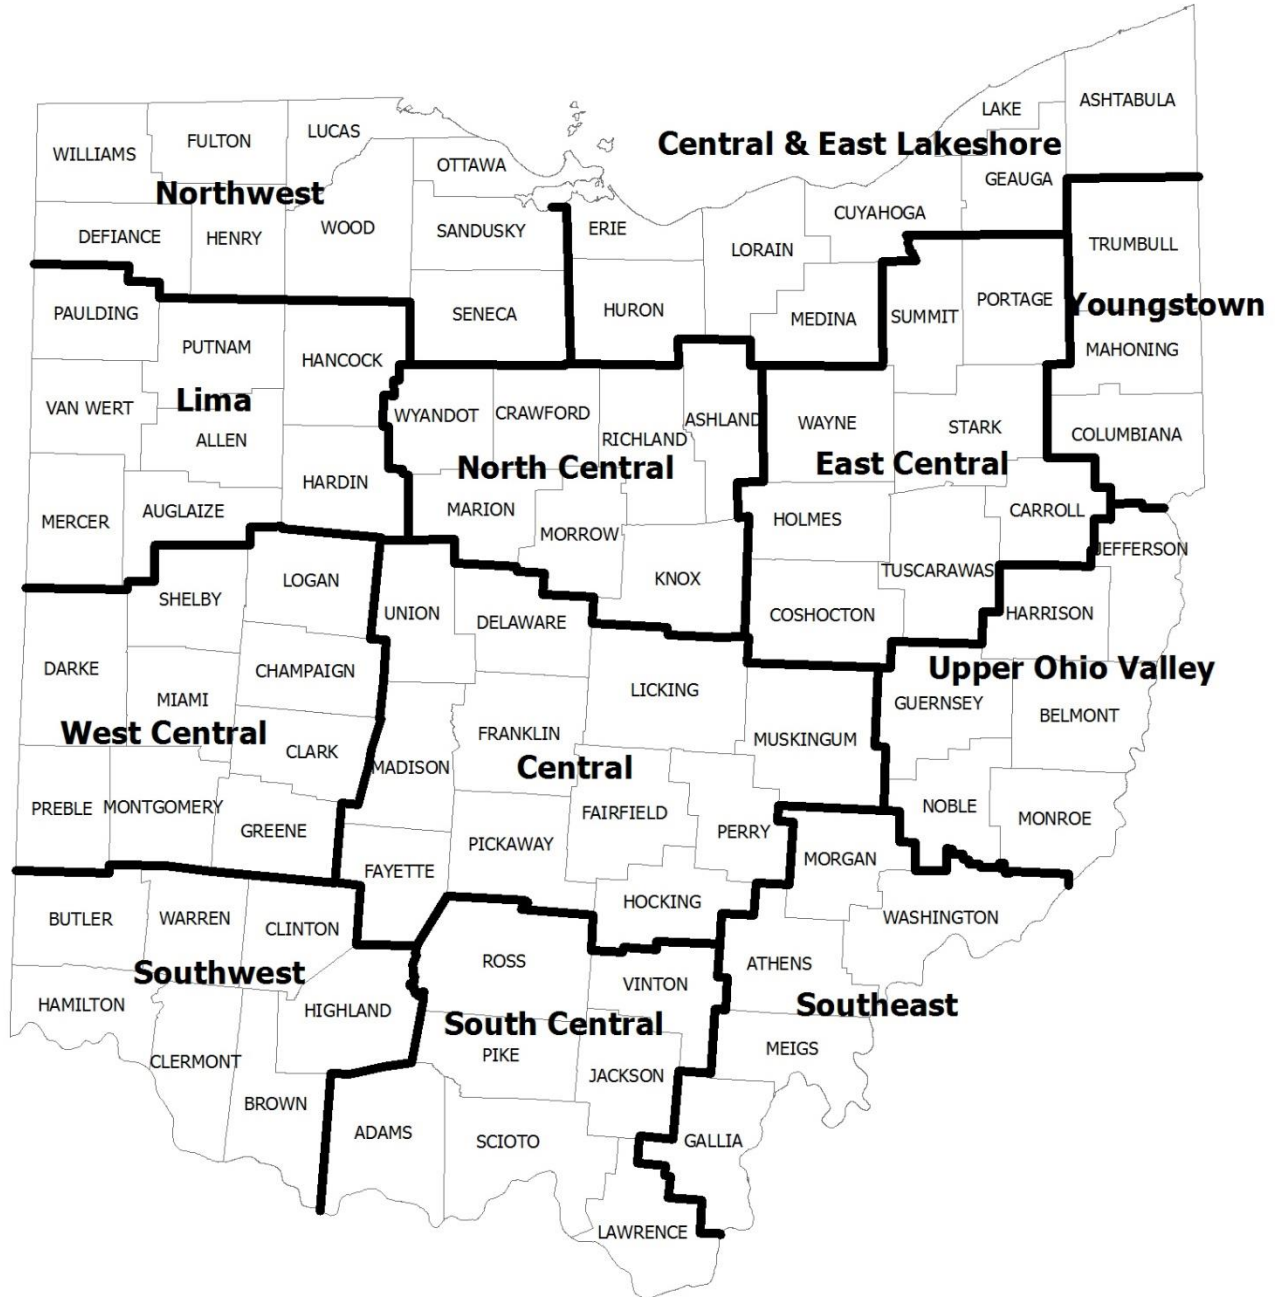 LAKE
ASHTABULA
LUCAS
FULTON
WILLIAMS
Central & East Lakeshore
OTTAWA
GEAUGA
Northwest
CUYAHOGA
WOOD
SANDUSKY
ERIE
DEFIANCE
HENRY
LORAIN
TRUMBULL
PAULDING
SENECA
HURON
MEDINA
SUMMIT
PORTAGE
Youngstown
PUTNAM
HANCOCK
MAHONING
VAN WERT
Lima
WYANDOT
CRAWFORD
RICHLAND
ASHLAND
WAYNE
STARK
COLUMBIANA
ALLEN
North Central
East Central
HARDIN
MERCER
AUGLAIZE
MARION
MORROW
HOLMES
CARROLL
JEFFERSON
LOGAN
KNOX
TUSCARAWAS
SHELBY
UNION
DELAWARE
COSHOCTON
HARRISON
DARKE
CHAMPAIGN
Upper Ohio Valley
MIAMI
LICKING
GUERNSEY
BELMONT
West Central
CLARK
FRANKLIN
MUSKINGUM
MADISON
Central
PREBLE
MONTGOMERY
GREENE
FAIRFIELD
PERRY
NOBLE
MONROE
FAYETTE
PICKAWAY
MORGAN
BUTLER
WARREN
CLINTON
HOCKING
WASHINGTON
Southwest
ROSS
VINTON
ATHENS
HAMILTON
HIGHLAND
South Central
Southeast
CLERMONT
PIKE
JACKSON
MEIGS
BROWN
ADAMS
SCIOTO
GALLIA
LAWRENCE